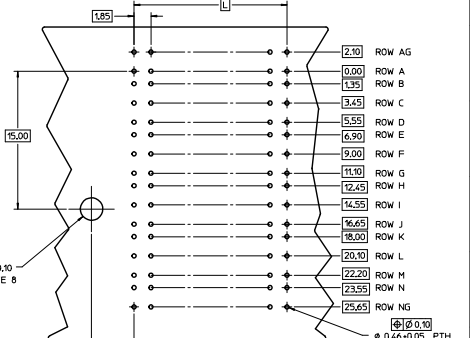 L
1,85
2,10 ROW AG
0,00 ROW A
1,35 ROW B
3,45 ROW C
15,00
5,55 ROW D
6,90 ROW E
9,00 ROW F
11,10 ROW G
12,45 ROW H
14,55 ROW I
16,65 ROW J
18,00 ROW K
20,10 ROW L
0,10
E 8
22,20 ROW M
23,55 ROW N
25,65 ROW NG
⌖ Ø 0,10
Ø 0,46±0,05 PTH